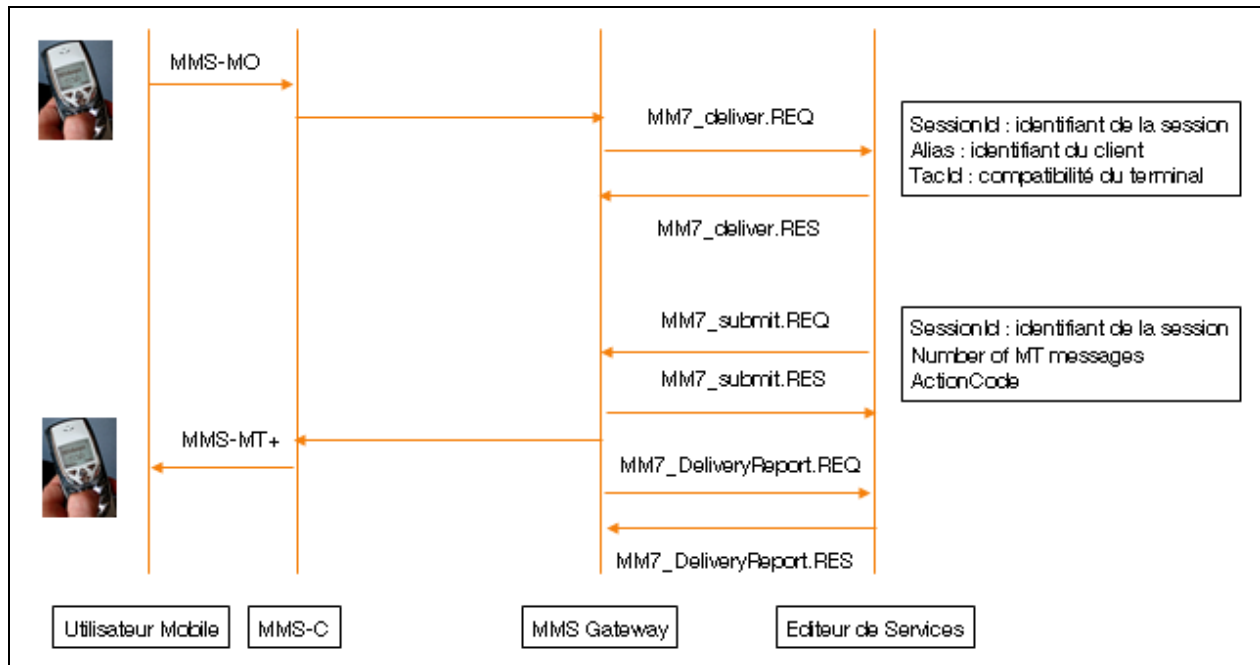 MMS-MO
MM7_deliver.REQ
SessionId : identifiant de la session
Alias : identifiant du client
TacId : compatibilité du terminal
MM7_deliver.RES
MM7_submit.REQ
SessionId : identifiant de la session
Number of MT messages
ActionCode
MM7_submit.RES
MMS-MT+
MM7_DeliveryReport.REQ
MM7_DeliveryReport.RES
Utilisateur Mobile
MMS-C
MMS Gateway
Editeur de Services